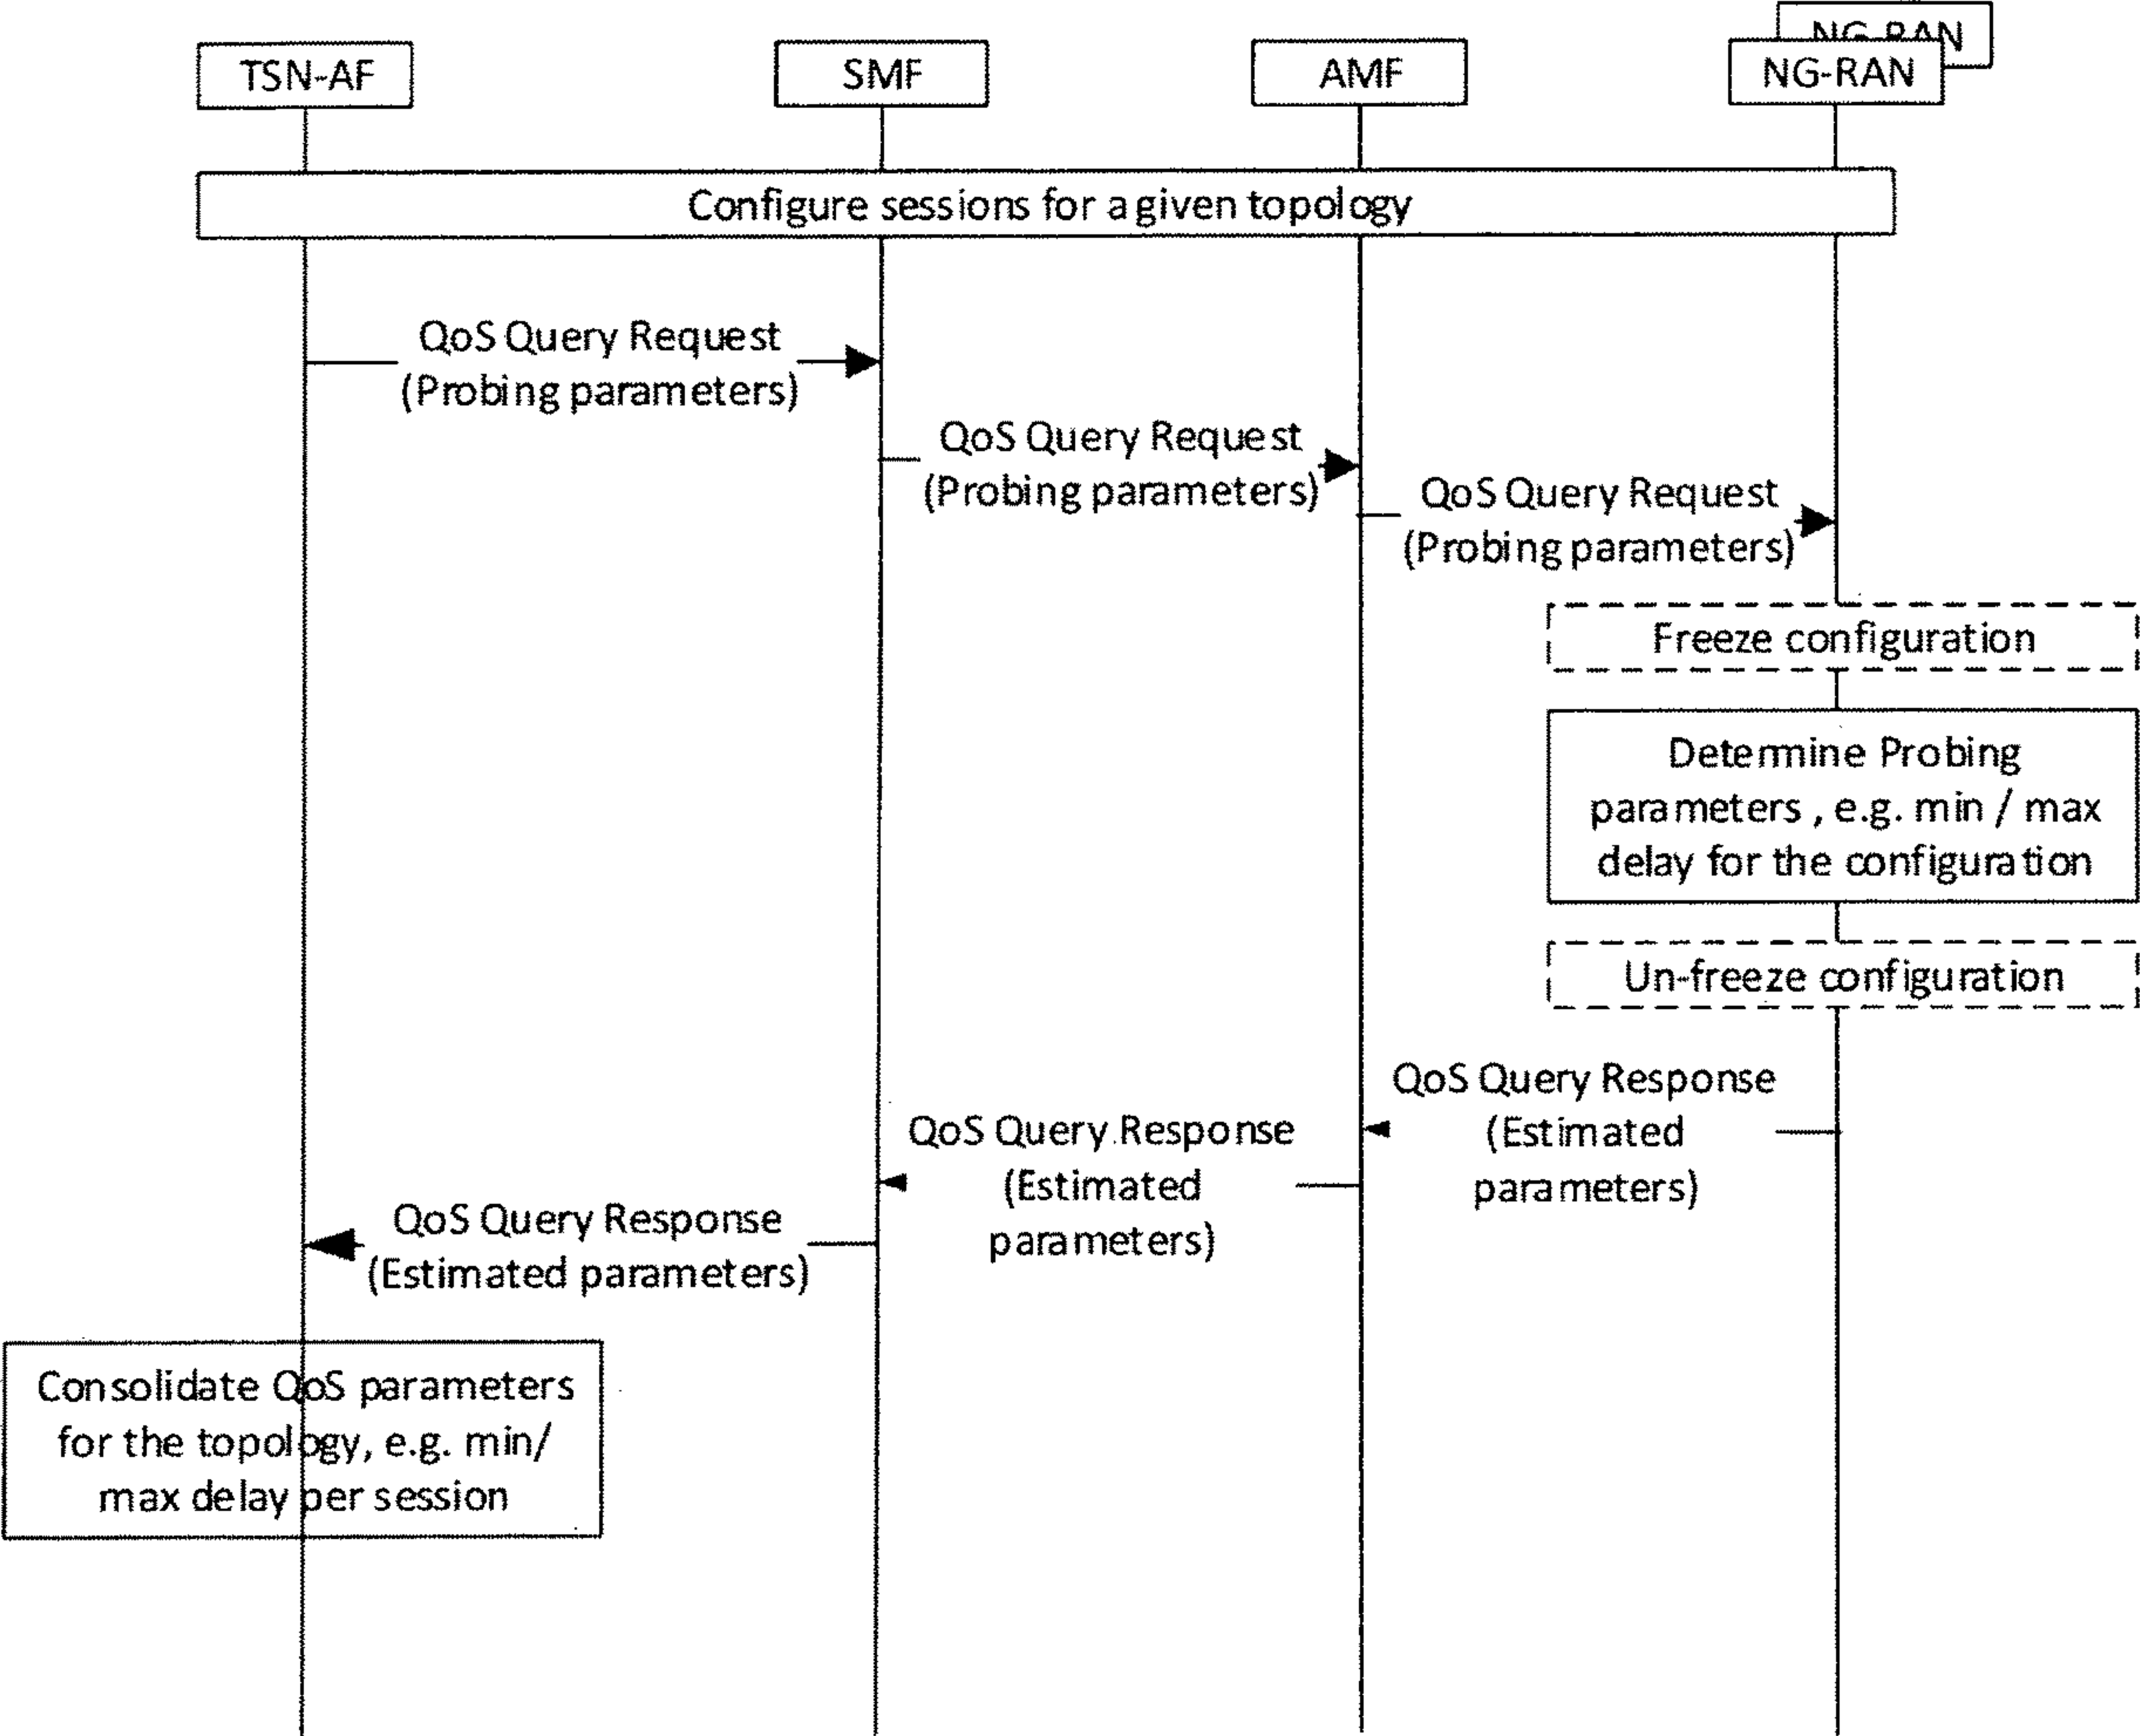 NG-RAN
TSN-AF
SMF
AMF
NG-RAN
Configure sessions for a given topology
QoS Query Request
(Probing parameters)
QoS Query Request
(Probing parameters)
QoS Query Request
(Probing parameters)
Freeze configuration
Determine Probing
parameters , e.g. min / max
delay for the configuration
Un-freeze configuration
QoS Query Response
(Estimated
parameters)
QoS Query Response
(Estimated
parameters)
QoS Query Response
(Estimated parameters)
Consolidate QoS parameters
for the topology, e.g. min/
max delay per session